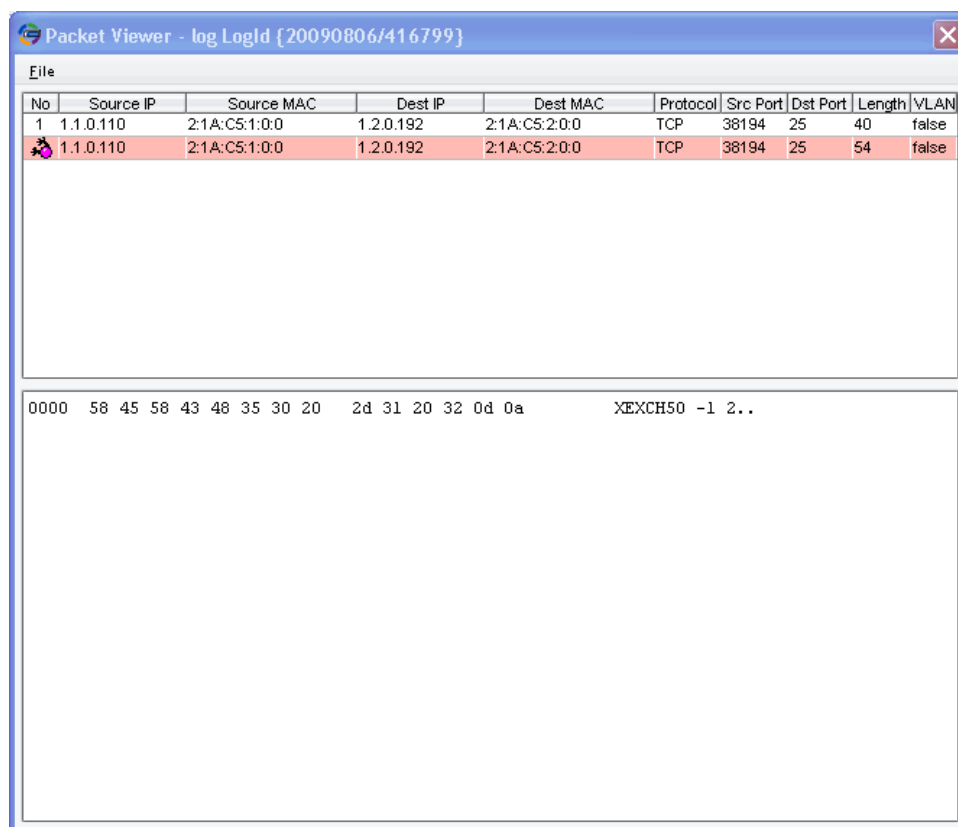 Packet Viewer - log LogId {20090806/416799}
File
No Source IP Source MAC Dest IP Dest MAC Protocol Src Port Dst Port Length VLAN
1 1.1.0.110 2:1A:C5:1:0:0 1.2.0.192 2:1A:C5:2:0:0 TCP 38194 25 40 false
1.1.0.110 2:1A:C5:1:0:0 1.2.0.192 2:1A:C5:2:0:0 TCP 38194 25 54 false
0000 58 45 58 43 48 35 30 20 2d 31 20 32 0d 0a XEXCH50 -1 2..